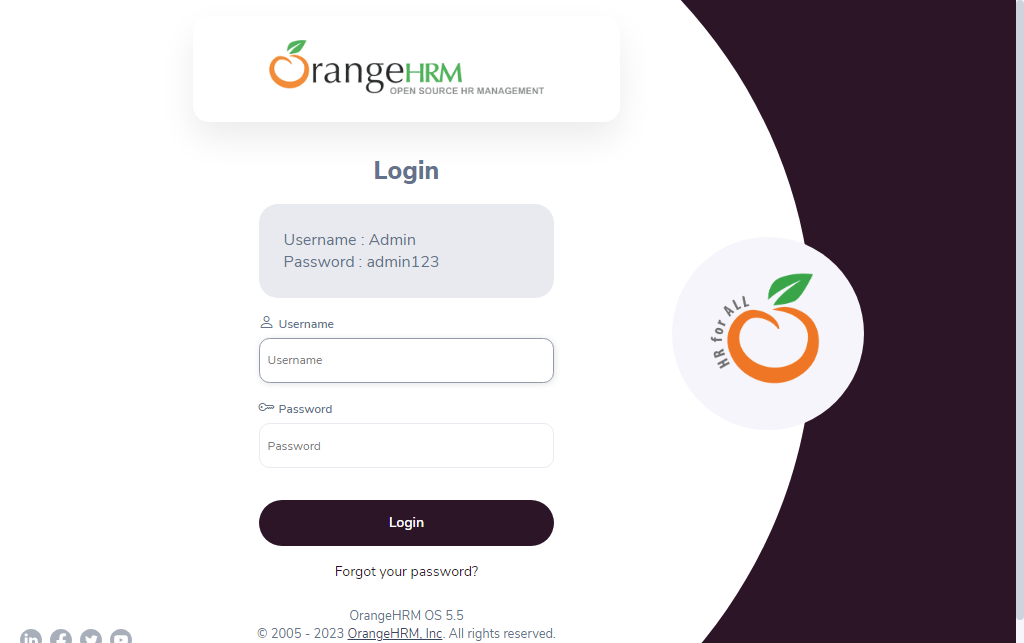 OrangeHRM
OPEN SOURCE HR MANAGEMENT
Login
Username : Admin
Password : admin123
Username
Username
Password
Password
Login
Forgot your password?
OrangeHRM OS 5.5
© 2005 - 2023 OrangeHRM, Inc. All rights reserved.
HR for ALL